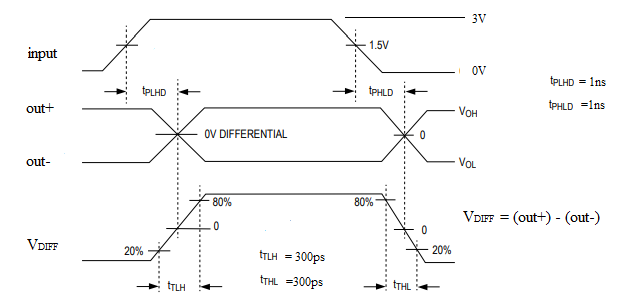 3V
input
1.5V
0V
tPLHD
tPHLD
tPLHD = 1ns
tPHLD =1ns
out+
VOH
0V DIFFERENTIAL
0
out-
VOL
80%
80%
VDIFF = (out+) - (out-)
0
0
VDIFF
20%
20%
tTLH = 300ps
tTHL =300ps
tTLH
tTHL